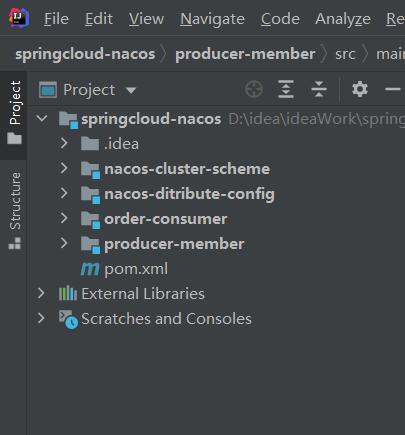 IJ File Edit View Navigate Code Analyze Re
springcloud-nacos producer-member src main
Project
springcloud-nacos D:\idea\ideaWork\spring
.idea
nacos-cluster-scheme
nacos-ditribute-config
order-consumer
producer-member
m pom.xml
External Libraries
Scratches and Consoles
Project
Structure